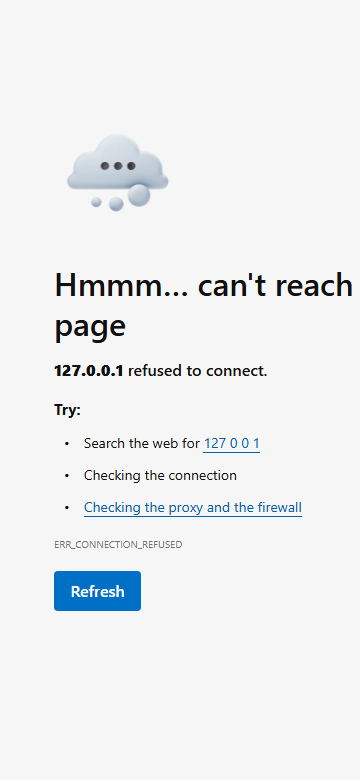 Hmmm... can't reach
page
127.0.0.1 refused to connect.
Try:
• Search the web for 127 0 0 1
• Checking the connection
• Checking the proxy and the firewall
ERR_CONNECTION_REFUSED
Refresh